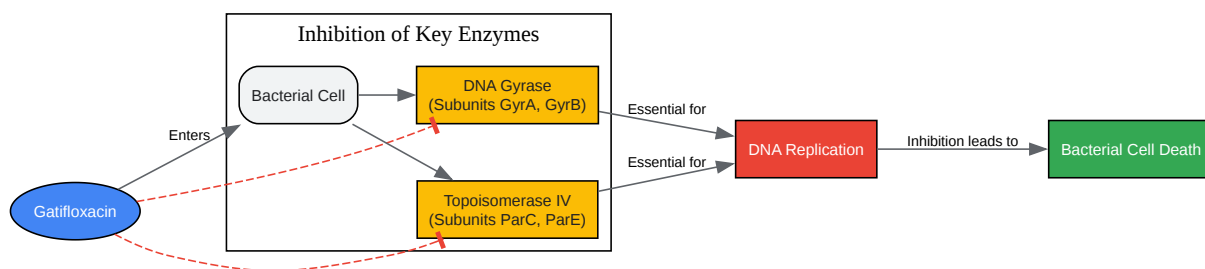 Inhibition of Key Enzymes
Bacterial Cell
DNA Gyrase
(Subunits GyrA, GyrB)
Essential for
Enters
Topoisomerase IV
(Subunits ParC, ParE)
Essential for
DNA Replication
Inhibition leads to
Bacterial Cell Death
Gatifloxacin